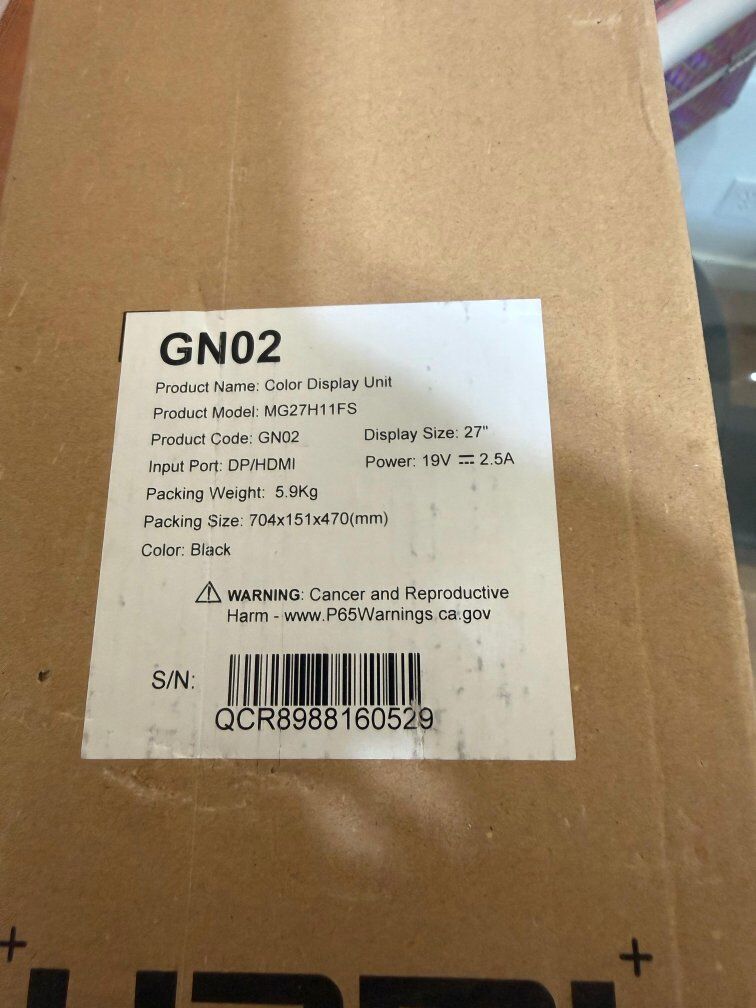 GN02
Product Name: Color Display Unit
Product Model: MG27H11FS
Product Code: GN02 Display Size: 27"
Input Port: DP/HDMI Power: 19V ⎓ 2.5A
Packing Weight: 5.9Kg
Packing Size: 704x151x470(mm)
Color: Black
⚠ WARNING: Cancer and Reproductive
Harm - www.P65Warnings.ca.gov
S/N:
QCR8988160529